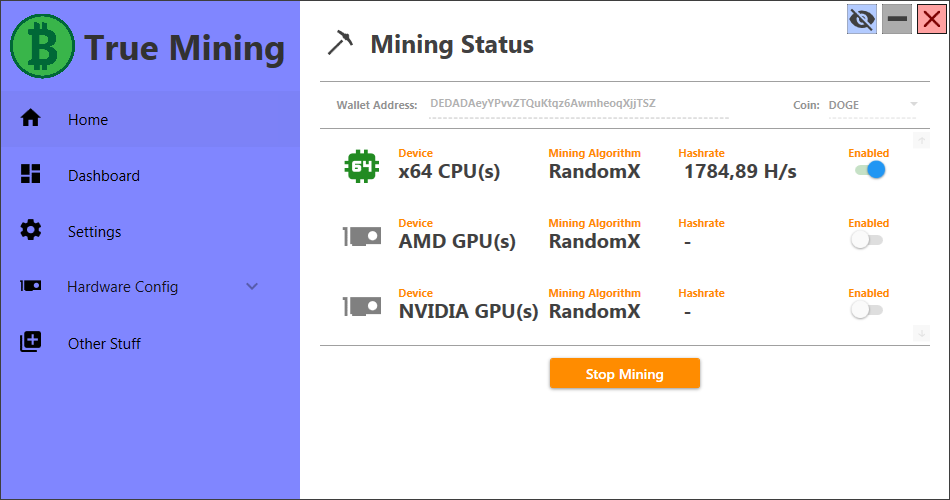 True Mining
Home
Dashboard
Settings
Hardware Config
Other Stuff
Mining Status
Wallet Address: DEDADAeyYPvvZTQuKtqz6AwmheoqXjjTSZ Coin: DOGE
64
Device Mining Algorithm Hashrate Enabled
x64 CPU(s) RandomX 1784,89 H/s
Device Mining Algorithm Hashrate Enabled
AMD GPU(s) RandomX -
Device Mining Algorithm Hashrate Enabled
NVIDIA GPU(s) RandomX -
Stop Mining